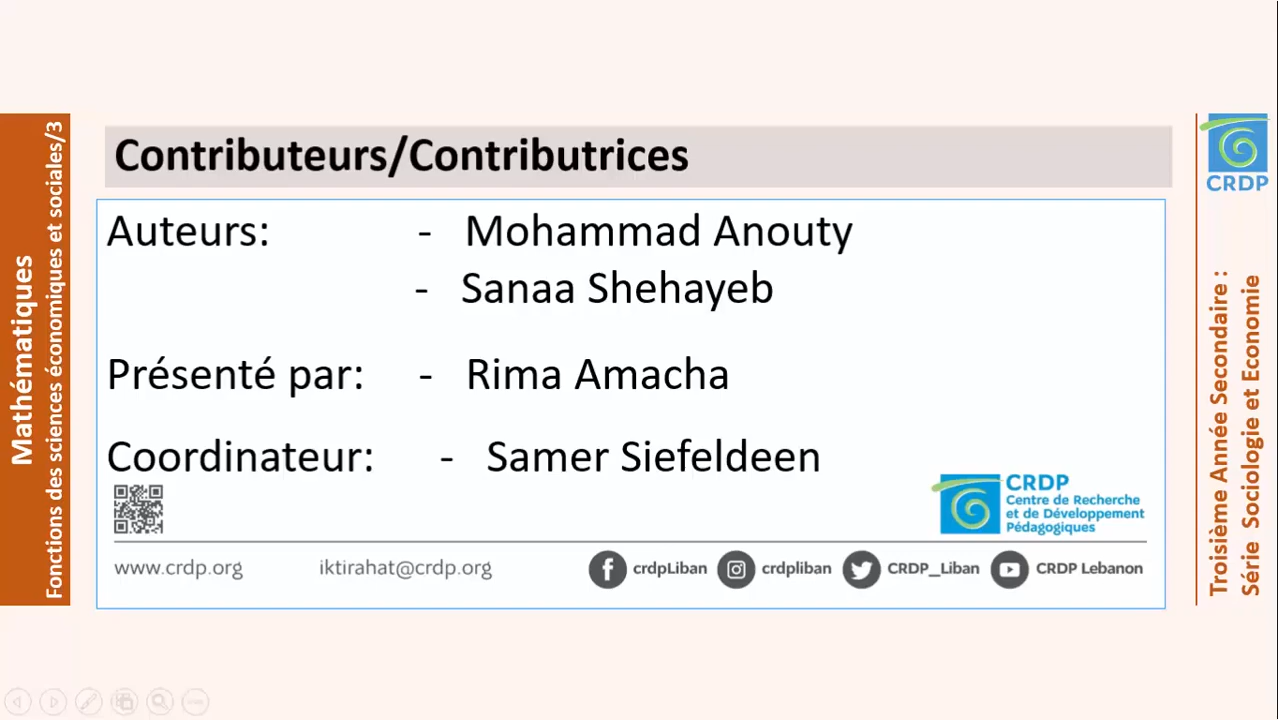 Mathématiques
Fonctions des sciences économiques et sociales/3
Contributeurs/Contributrices
Auteurs: - Mohammad Anouty
- Sanaa Shehayeb
Présenté par: - Rima Amacha
Coordinateur: - Samer Siefeldeen
CRDP
Centre de Recherche
et de Développement
Pédagogiques
www.crdp.org iktirahat@crdp.org crdpLiban crdpliban CRDP_Liban CRDP Lebanon
CRDP
Troisième Année Secondaire :
Série Sociologie et Economie